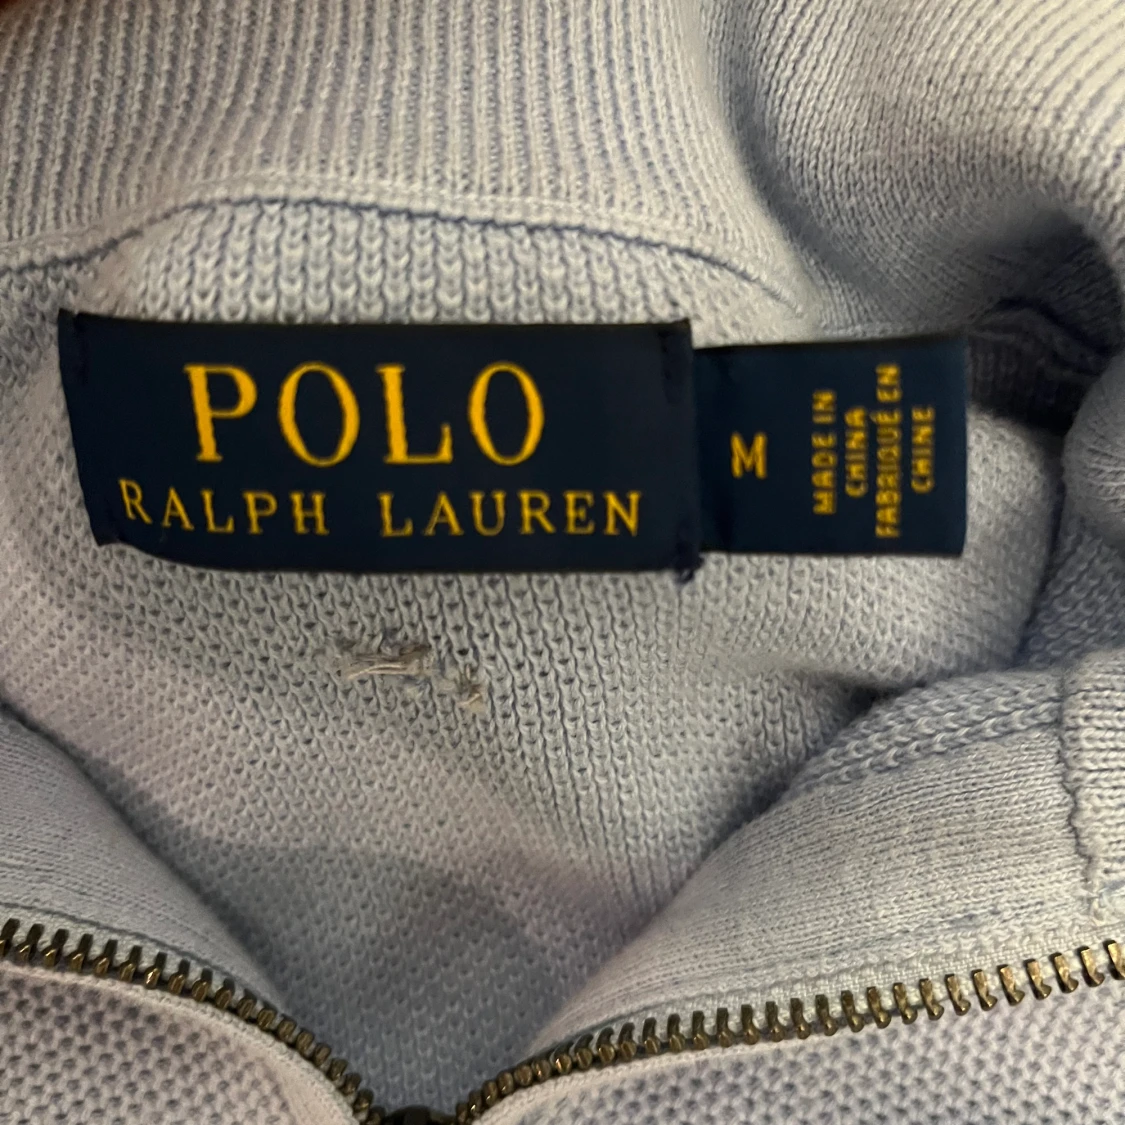 POLO
RALPH LAUREN
M
MADE IN
CHINA
FABRIQUÉ EN
CHINE